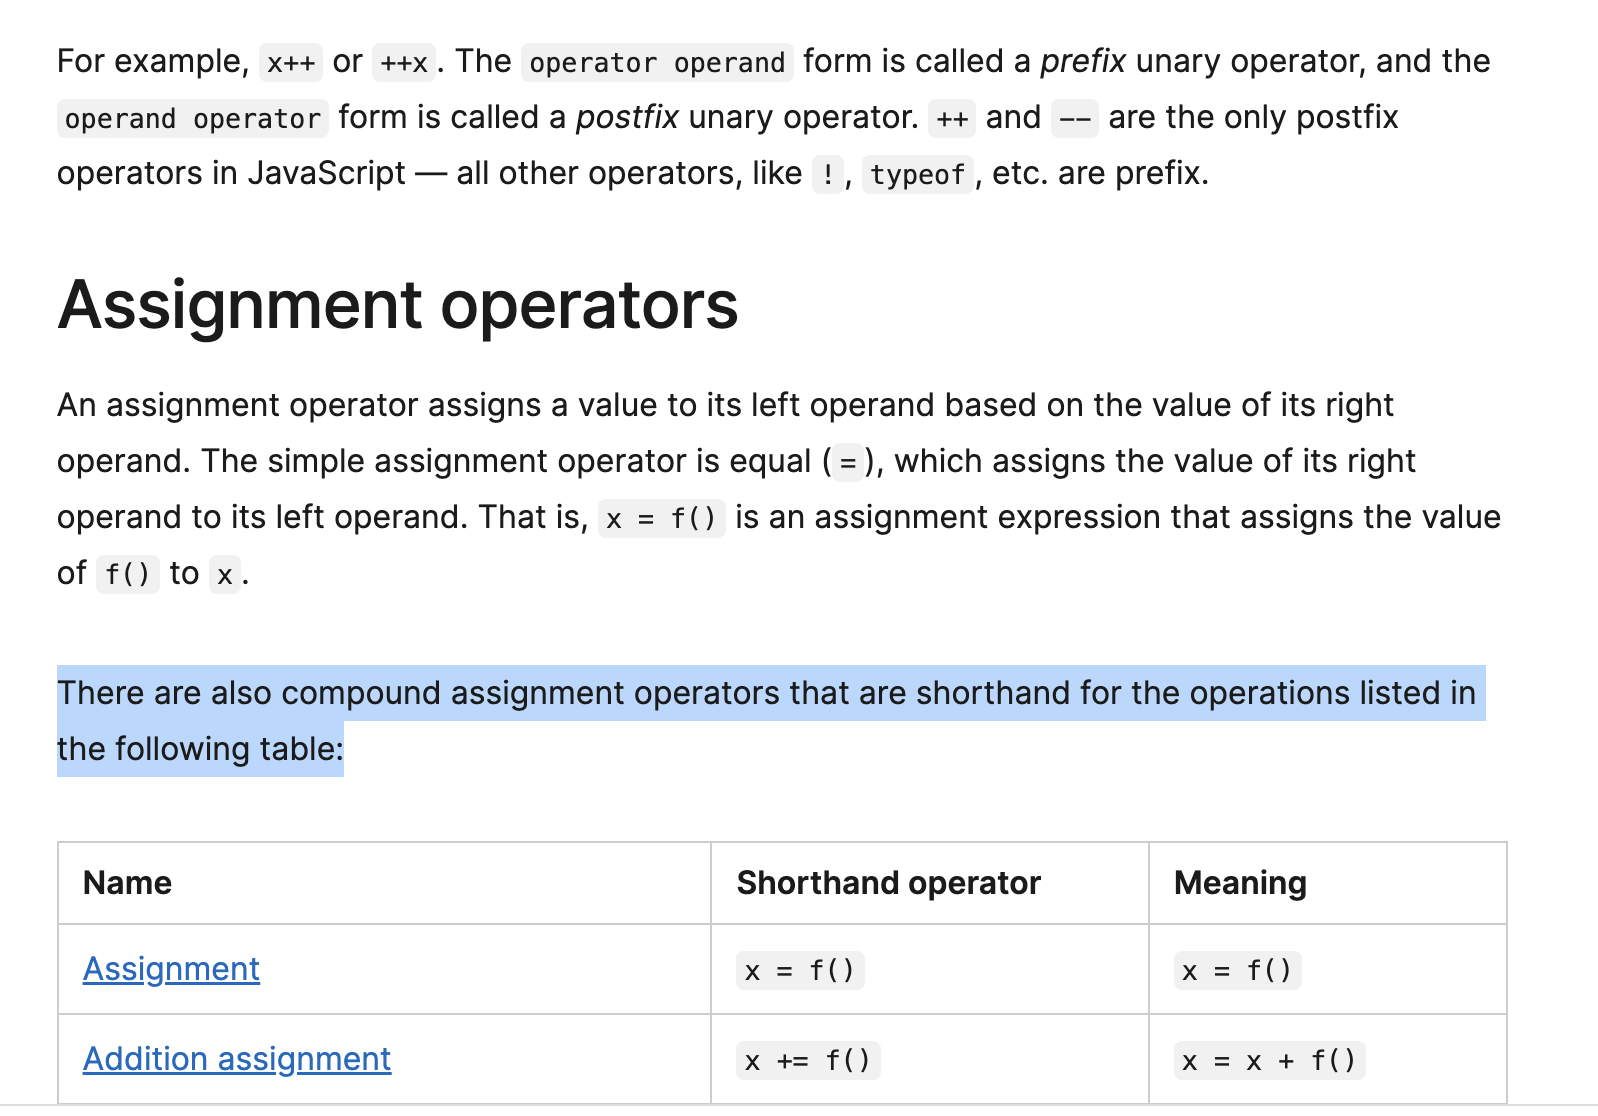 For example, x++ or ++x. The operator operand form is called a prefix unary operator, and the
operand operator form is called a postfix unary operator. ++ and -- are the only postfix
operators in JavaScript — all other operators, like !, typeof, etc. are prefix.
Assignment operators
An assignment operator assigns a value to its left operand based on the value of its right
operand. The simple assignment operator is equal (=), which assigns the value of its right
operand to its left operand. That is, x = f() is an assignment expression that assigns the value
of f() to x.
There are also compound assignment operators that are shorthand for the operations listed in
the following table:
Name Shorthand operator Meaning
Assignment x = f() x = f()
Addition assignment x += f() x = x + f()